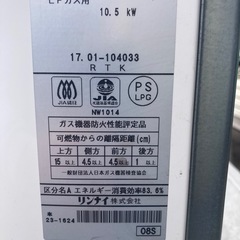 LPガス用
10.5 kW
17.01-104033
RTK
JIA認証
JIA
NW1014
PS
LPG
ガス機器防火性能評定品
可燃物からの離隔距離(cm)
上方 側方 前方 後方
15以上 4.5以上 4.5以上 1以上
一般財団法人日本ガス機器検査協会
区分名A エネルギー消費効率83.6%
リンナイ株式会社
23-1624
08S